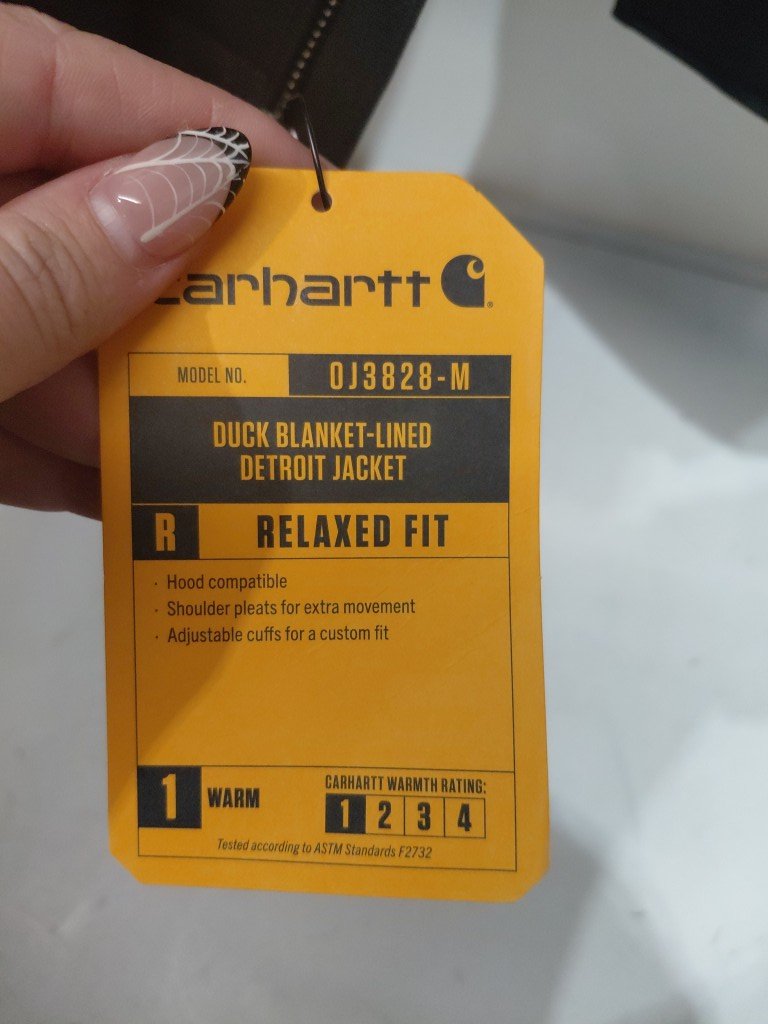 carhartt
MODEL NO. 0J3828-M
DUCK BLANKET-LINED
DETROIT JACKET
R RELAXED FIT
· Hood compatible
· Shoulder pleats for extra movement
· Adjustable cuffs for a custom fit
1 WARM
CARHARTT WARMTH RATING:
1 2 3 4
Tested according to ASTM Standards F2732